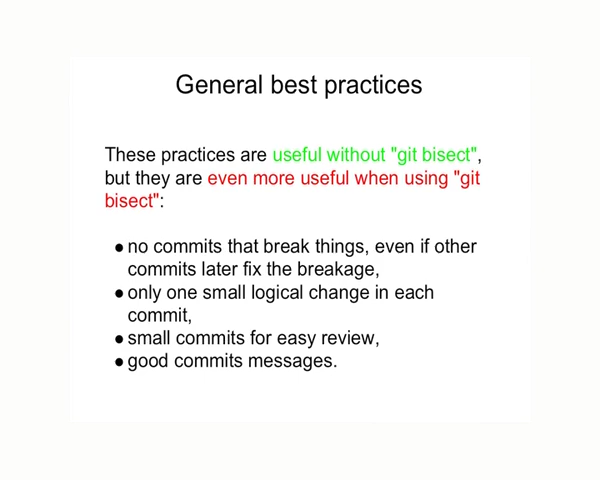 General best practices
These practices are useful without "git bisect",
but they are even more useful when using "git
bisect":
● no commits that break things, even if other
commits later fix the breakage,
● only one small logical change in each
commit,
● small commits for easy review,
● good commits messages.